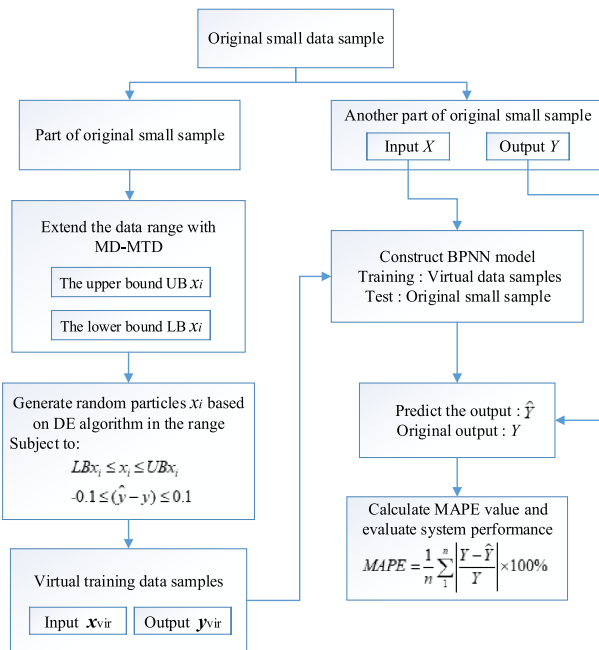 Original small data sample
Part of original small sample
Another part of original small sample
Input X
Output Y
Extend the data range with
MD-MTD
The upper bound UB xi
The lower bound LB xi
Construct BPNN model
Training : Virtual data samples
Test : Original small sample
Generate random particles xi based
on DE algorithm in the range
Subject to:
LBxi ≤ xi ≤ UBxi
-0.1 ≤ (ŷ − y) ≤ 0.1
Predict the output : Ŷ
Original output : Y
Virtual training data samples
Input xvir
Output yvir
Calculate MAPE value and
evaluate system performance
MAPE = 1/n ∑₁ⁿ |(Y − Ŷ)/Y| × 100%